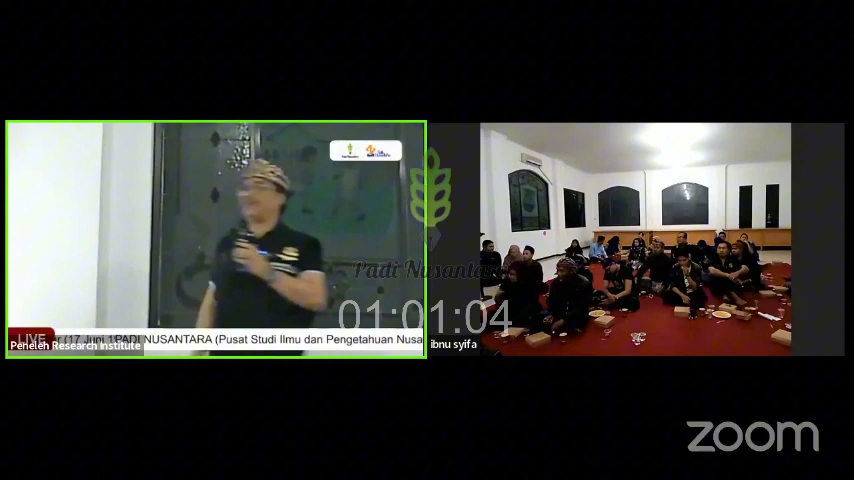 Padi Nusantara
01:01:04
LIVE
r (17 Juni 1PADI NUSANTARA (Pusat Studi Ilmu dan Pengetahuan Nusa
Peneleh Research Institute
ibnu syifa
zoom